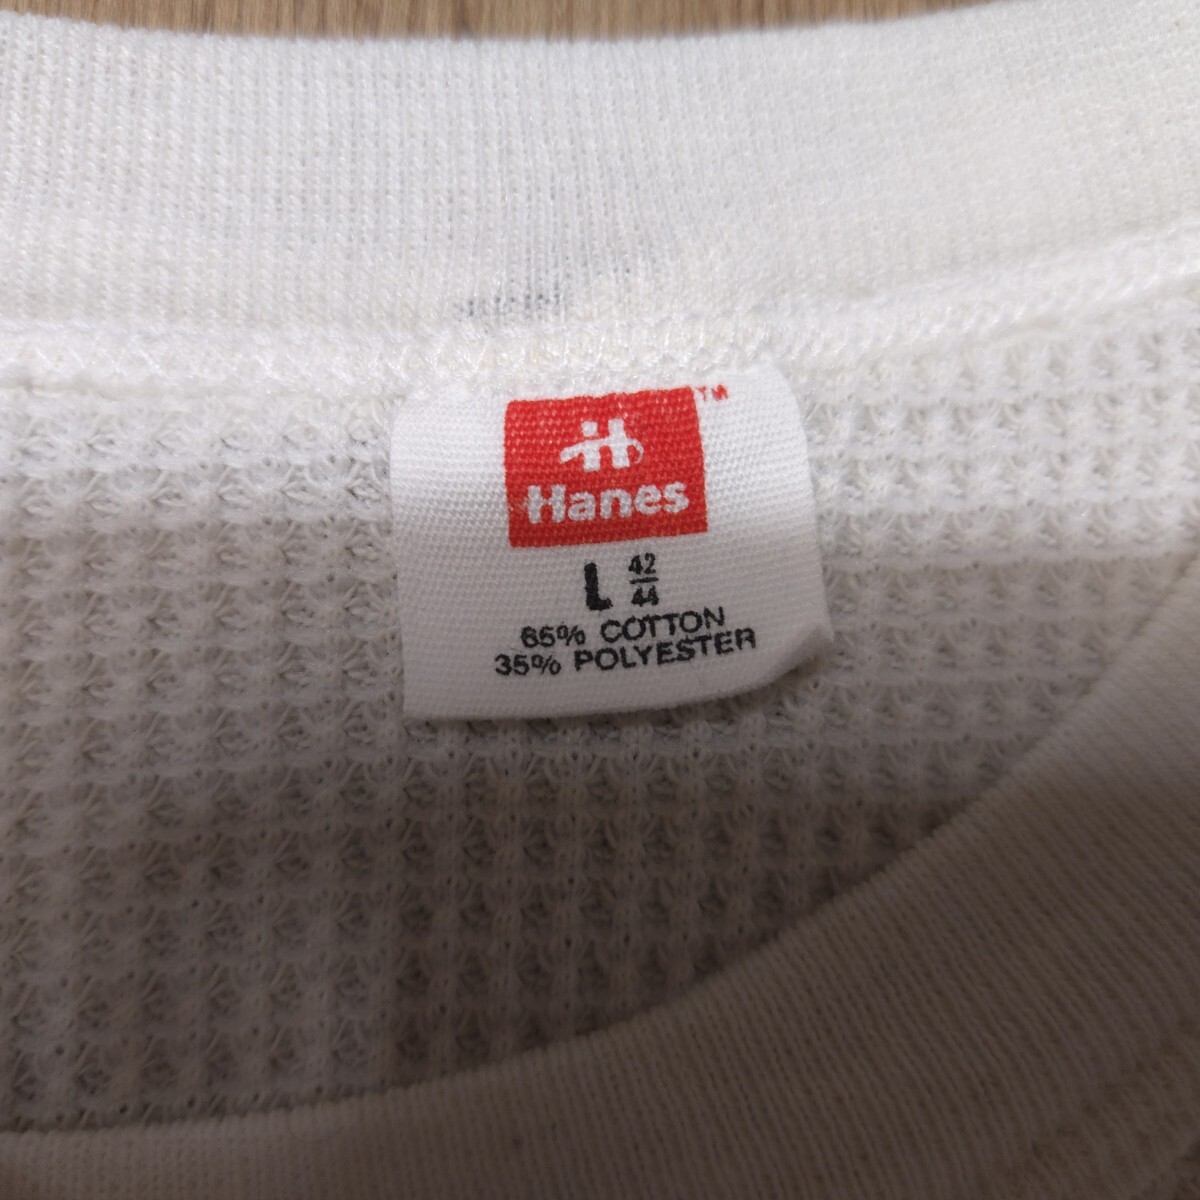 TM
H
Hanes
L 42/44
65% COTTON
35% POLYESTER